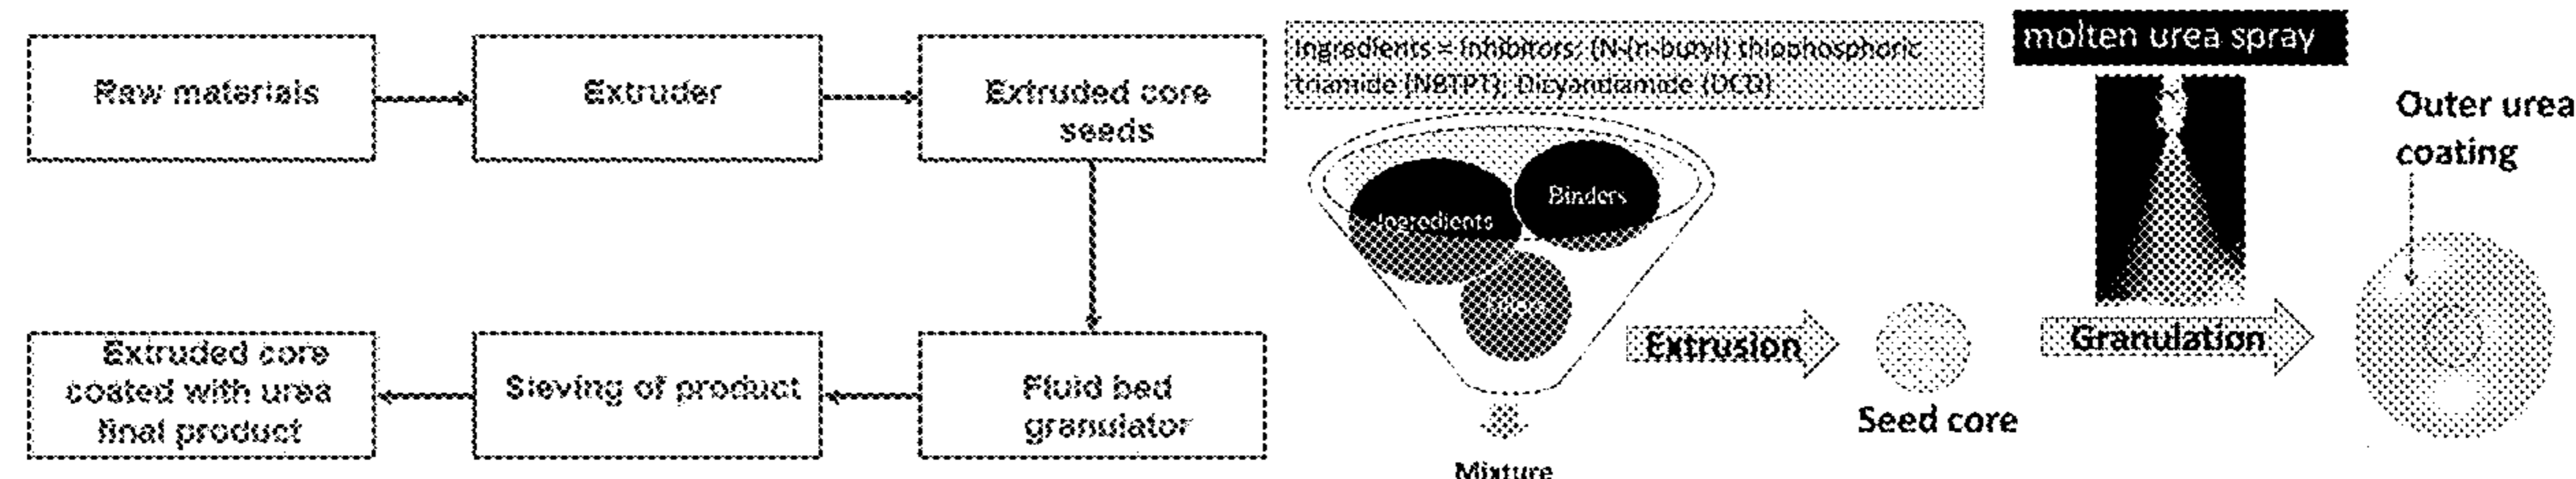 Raw materials
Extruder
Extruded core
seeds
Extruded core
coated with urea
final product
Sieving of product
Fluid bed
granulator
Ingredients = Inhibitors: (N-(n-butyl) thiophosphoric
triamide (NBTPT); Dicyandiamide (DCD)
Ingredients
Binders
Mixture
Extrusion
Seed core
molten urea spray
Granulation
Outer urea
coating